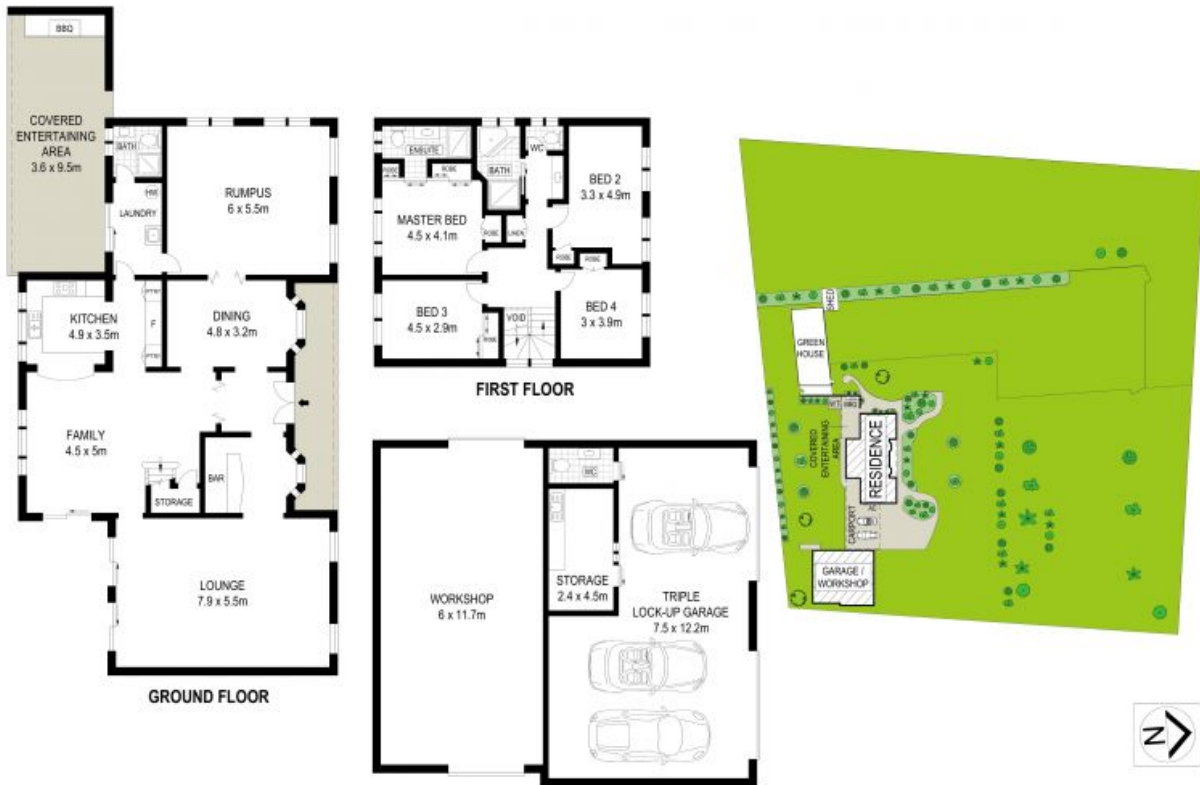 BBQ
COVERED
ENTERTAINING
AREA
3.6 x 9.5m
BATH
HW
LAUNDRY
RUMPUS
6 x 5.5m
KITCHEN
4.9 x 3.5m
PTRY
F
PTRY
DINING
4.8 x 3.2m
FAMILY
4.5 x 5m
STORAGE
BAR
LOUNGE
7.9 x 5.5m
GROUND FLOOR
ENSUITE
ROBE
ROBE
BATH
WC
BED 2
3.3 x 4.9m
MASTER BED
4.5 x 4.1m
ROBE
LINEN
ROBE
ROBE
BED 3
4.5 x 2.9m
ROBE
VOID
BED 4
3 x 3.9m
FIRST FLOOR
WORKSHOP
6 x 11.7m
WC
STORAGE
2.4 x 4.5m
TRIPLE
LOCK-UP GARAGE
7.5 x 12.2m
SHED
GREEN
HOUSE
WT
BBQ
COVERED
ENTERTAINING
AREA
RESIDENCE
AC
CARPORT
GARAGE /
WORKSHOP
N